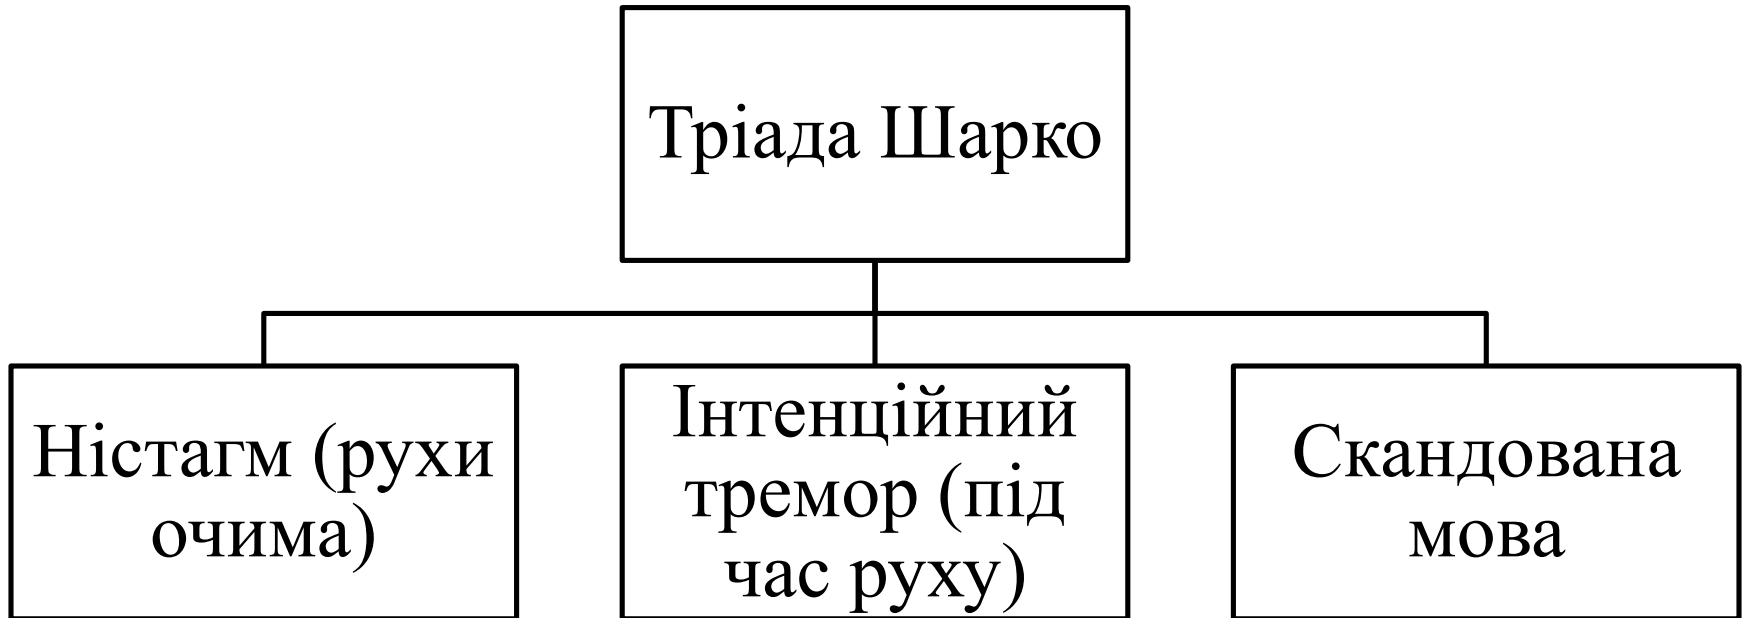 Тріада Шарко
Ністагм (рухи
очима)
Інтенційний
тремор (під
час руху)
Скандована
мова